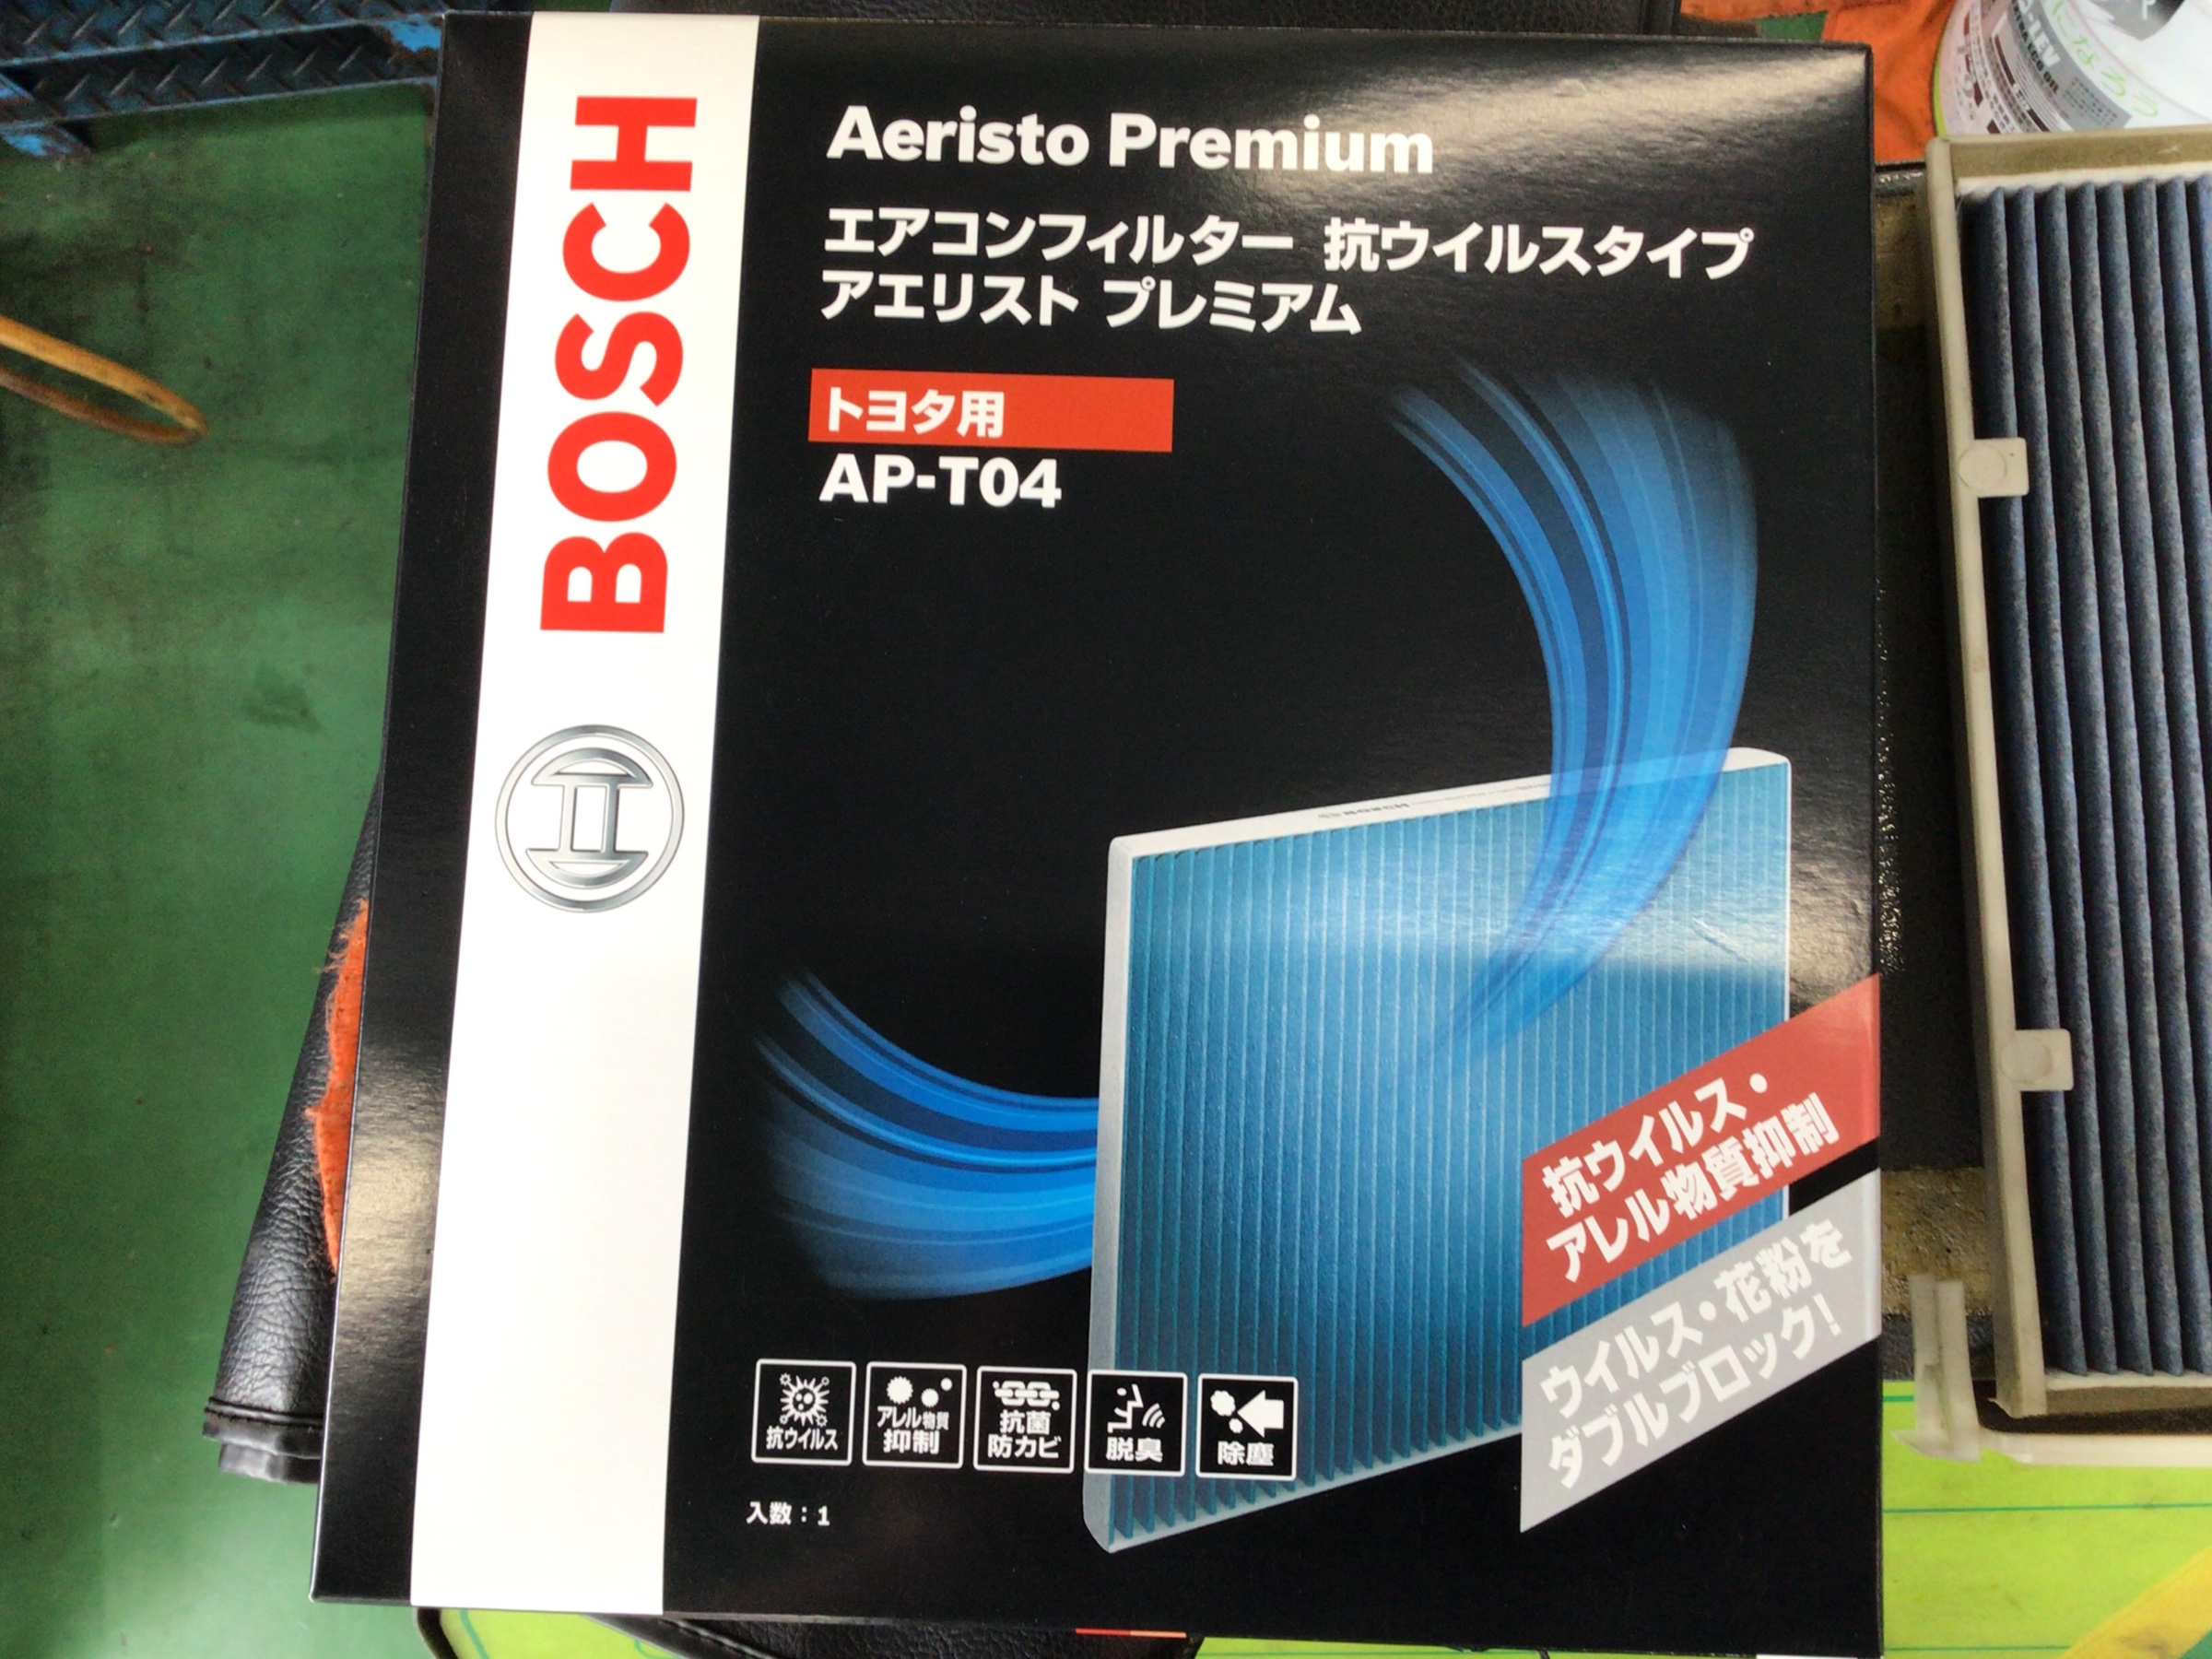 BOSCH
Aeristo Premium
エアコンフィルター 抗ウイルスタイプ
アエリスト プレミアム
トヨタ用
AP-T04
BOSCH
抗ウイルス・
アレル物質抑制
ウイルス・花粉を
ダブルブロック!
抗ウイルス
アレル物質
抑制
抗菌
防カビ
脱臭
除塵
入数:1